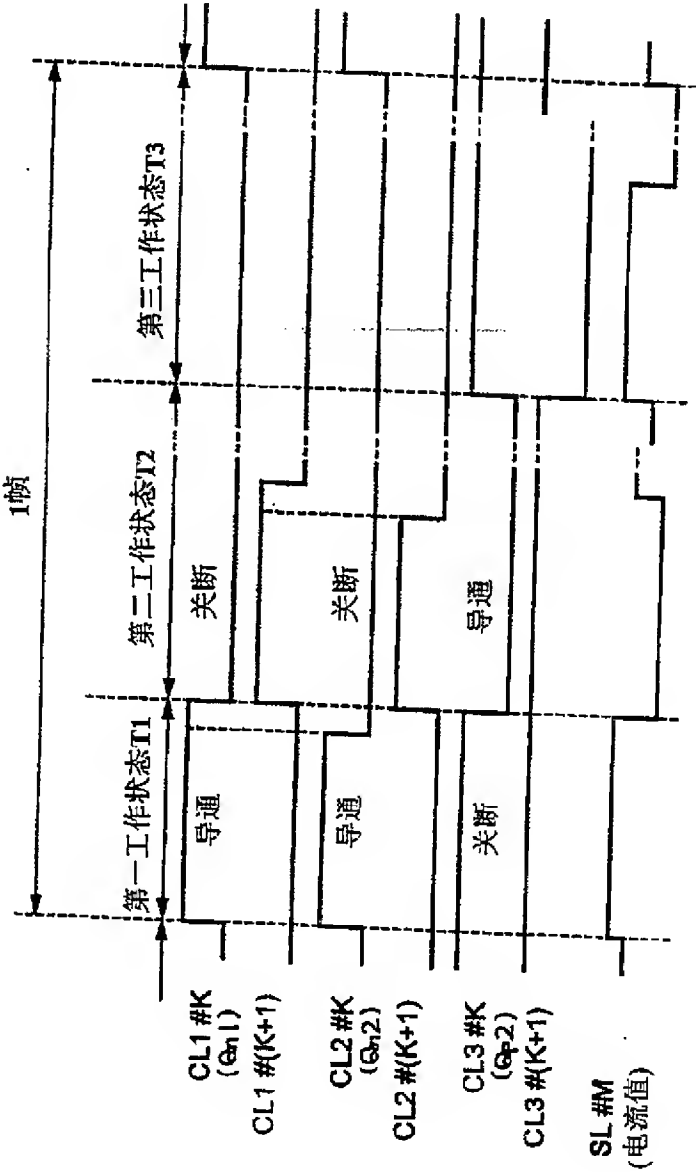 1帧
第一工作状态T1
第二工作状态T2
第三工作状态T3
CL1 #K
(Qn1)
导通
关断
CL1 #(K+1)
CL2 #K
(Qn2)
导通
关断
CL2 #(K+1)
CL3 #K
(Qp2)
关断
导通
CL3 #(K+1)
SL #M
(电流值)